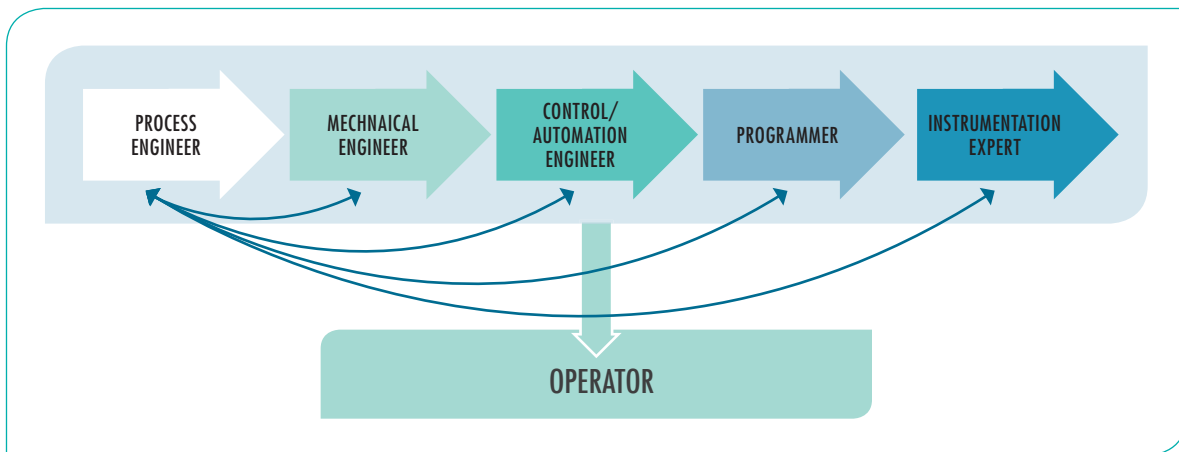 PROCESS
ENGINEER
MECHNAICAL
ENGINEER
CONTROL/
AUTOMATION
ENGINEER
PROGRAMMER
INSTRUMENTATION
EXPERT
OPERATOR